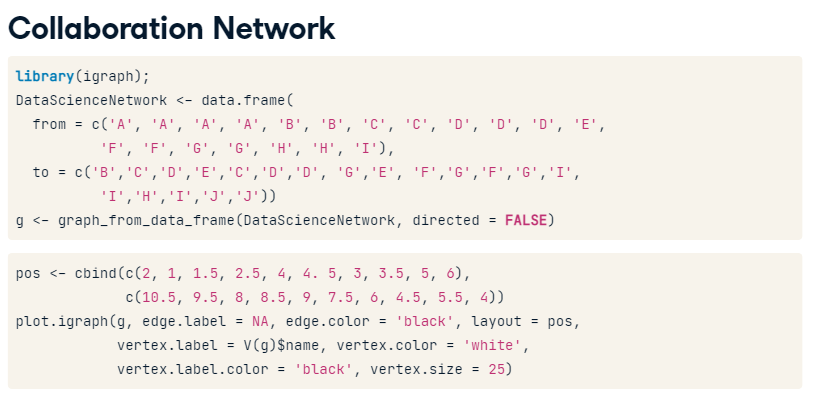 Collaboration Network
library(igraph);
DataScienceNetwork <- data.frame(
from = c('A', 'A', 'A', 'A', 'B', 'B', 'C', 'C', 'D', 'D', 'D', 'E',
'F', 'F', 'G', 'G', 'H', 'H', 'I'),
to = c('B','C','D','E','C','D','D', 'G','E', 'F','G','F','G','I',
'I','H','I','J','J'))
g <- graph_from_data_frame(DataScienceNetwork, directed = FALSE)
pos <- cbind(c(2, 1, 1.5, 2.5, 4, 4. 5, 3, 3.5, 5, 6),
c(10.5, 9.5, 8, 8.5, 9, 7.5, 6, 4.5, 5.5, 4))
plot.igraph(g, edge.label = NA, edge.color = 'black', layout = pos,
vertex.label = V(g)$name, vertex.color = 'white',
vertex.label.color = 'black', vertex.size = 25)